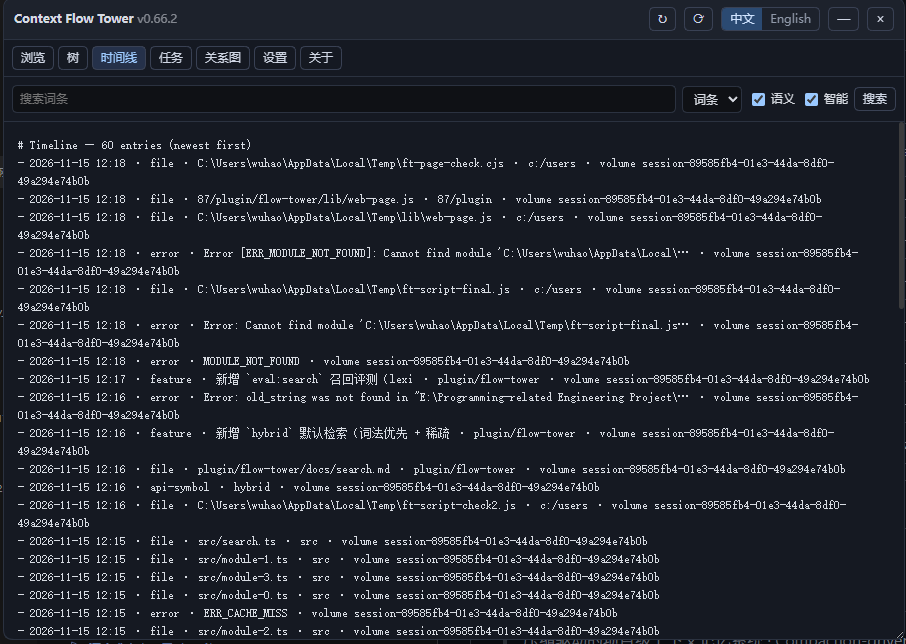 Context Flow Tower v0.66.2
中文 English
浏览 树 时间线 任务 关系图 设置 关于
搜索词条 词条 语义 智能 搜索
# Timeline — 60 entries (newest first)
- 2026-11-15 12:18 · file · C:\Users\wuhao\AppData\Local\Temp\ft-page-check.cjs · c:/users · volume session-89585fb4-01e3-44da-8df0-
49a294e74b0b
- 2026-11-15 12:18 · file · 87/plugin/flow-tower/lib/web-page.js · 87/plugin · volume session-89585fb4-01e3-44da-8df0-49a294e74b0b
- 2026-11-15 12:18 · file · C:\Users\wuhao\AppData\Local\Temp\lib\web-page.js · c:/users · volume session-89585fb4-01e3-44da-8df0-
49a294e74b0b
- 2026-11-15 12:18 · error · Error [ERR_MODULE_NOT_FOUND]: Cannot find module 'C:\Users\wuhao\AppData\Local\… · volume session-89585fb4-
01e3-44da-8df0-49a294e74b0b
- 2026-11-15 12:18 · file · C:\Users\wuhao\AppData\Local\Temp\ft-script-final.js · c:/users · volume session-89585fb4-01e3-44da-8df0-
49a294e74b0b
- 2026-11-15 12:18 · error · Error: Cannot find module 'C:\Users\wuhao\AppData\Local\Temp\ft-script-final.js… · volume session-89585fb4-
01e3-44da-8df0-49a294e74b0b
- 2026-11-15 12:18 · error · MODULE_NOT_FOUND · volume session-89585fb4-01e3-44da-8df0-49a294e74b0b
- 2026-11-15 12:17 · feature · 新增 `eval:search` 召回评测（lexi · plugin/flow-tower · volume session-89585fb4-01e3-44da-8df0-49a294e74b0b
- 2026-11-15 12:16 · error · Error: old_string was not found in "E:\Programming-related Engineering Project\… · volume session-89585fb4-
01e3-44da-8df0-49a294e74b0b
- 2026-11-15 12:16 · feature · 新增 `hybrid` 默认检索（词法优先 + 稀疏 · plugin/flow-tower · volume session-89585fb4-01e3-44da-8df0-
49a294e74b0b
- 2026-11-15 12:16 · file · plugin/flow-tower/docs/search.md · plugin/flow-tower · volume session-89585fb4-01e3-44da-8df0-49a294e74b0b
- 2026-11-15 12:16 · api-symbol · hybrid · volume session-89585fb4-01e3-44da-8df0-49a294e74b0b
- 2026-11-15 12:16 · file · C:\Users\wuhao\AppData\Local\Temp\ft-script-check2.js · c:/users · volume session-89585fb4-01e3-44da-8df0-
49a294e74b0b
- 2026-11-15 12:15 · file · src/search.ts · src · volume session-89585fb4-01e3-44da-8df0-49a294e74b0b
- 2026-11-15 12:15 · file · src/module-1.ts · src · volume session-89585fb4-01e3-44da-8df0-49a294e74b0b
- 2026-11-15 12:15 · file · src/module-3.ts · src · volume session-89585fb4-01e3-44da-8df0-49a294e74b0b
- 2026-11-15 12:15 · file · src/module-0.ts · src · volume session-89585fb4-01e3-44da-8df0-49a294e74b0b
- 2026-11-15 12:15 · error · ERR_CACHE_MISS · volume session-89585fb4-01e3-44da-8df0-49a294e74b0b
- 2026-11-15 12:15 · file · src/module-2.ts · src · volume session-89585fb4-01e3-44da-8df0-49a294e74b0b